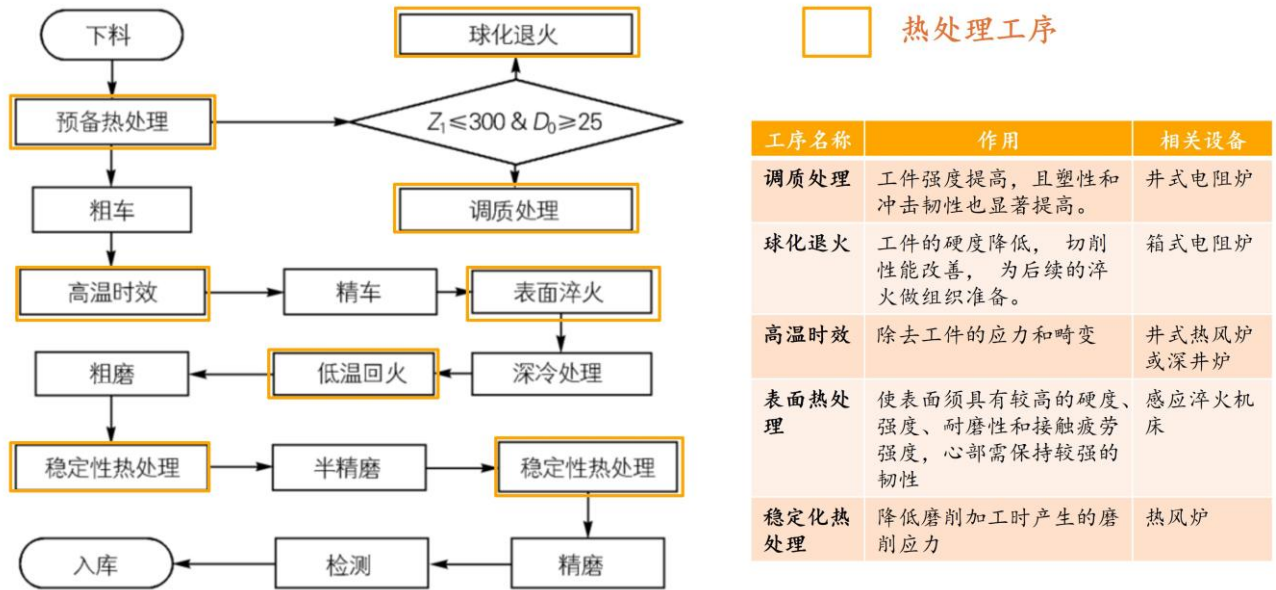 下料
球化退火
热处理工序
预备热处理
Z₁≤300 & D₀≥25
粗车
调质处理
高温时效
精车
表面淬火
粗磨
低温回火
深冷处理
稳定性热处理
半精磨
稳定性热处理
入库
检测
精磨
工序名称
作用
相关设备
调质处理
工件强度提高，且塑性和
冲击韧性也显著提高。
井式电阻炉
球化退火
工件的硬度降低， 切削
性能改善， 为后续的淬
火做组织准备。
箱式电阻炉
高温时效
除去工件的应力和畸变
井式热风炉
或深井炉
表面热处
理
使表面须具有较高的硬度、
强度、耐磨性和接触疲劳
强度，心部需保持较强的
韧性
感应淬火机
床
稳定化热
处理
降低磨削加工时产生的磨
削应力
热风炉